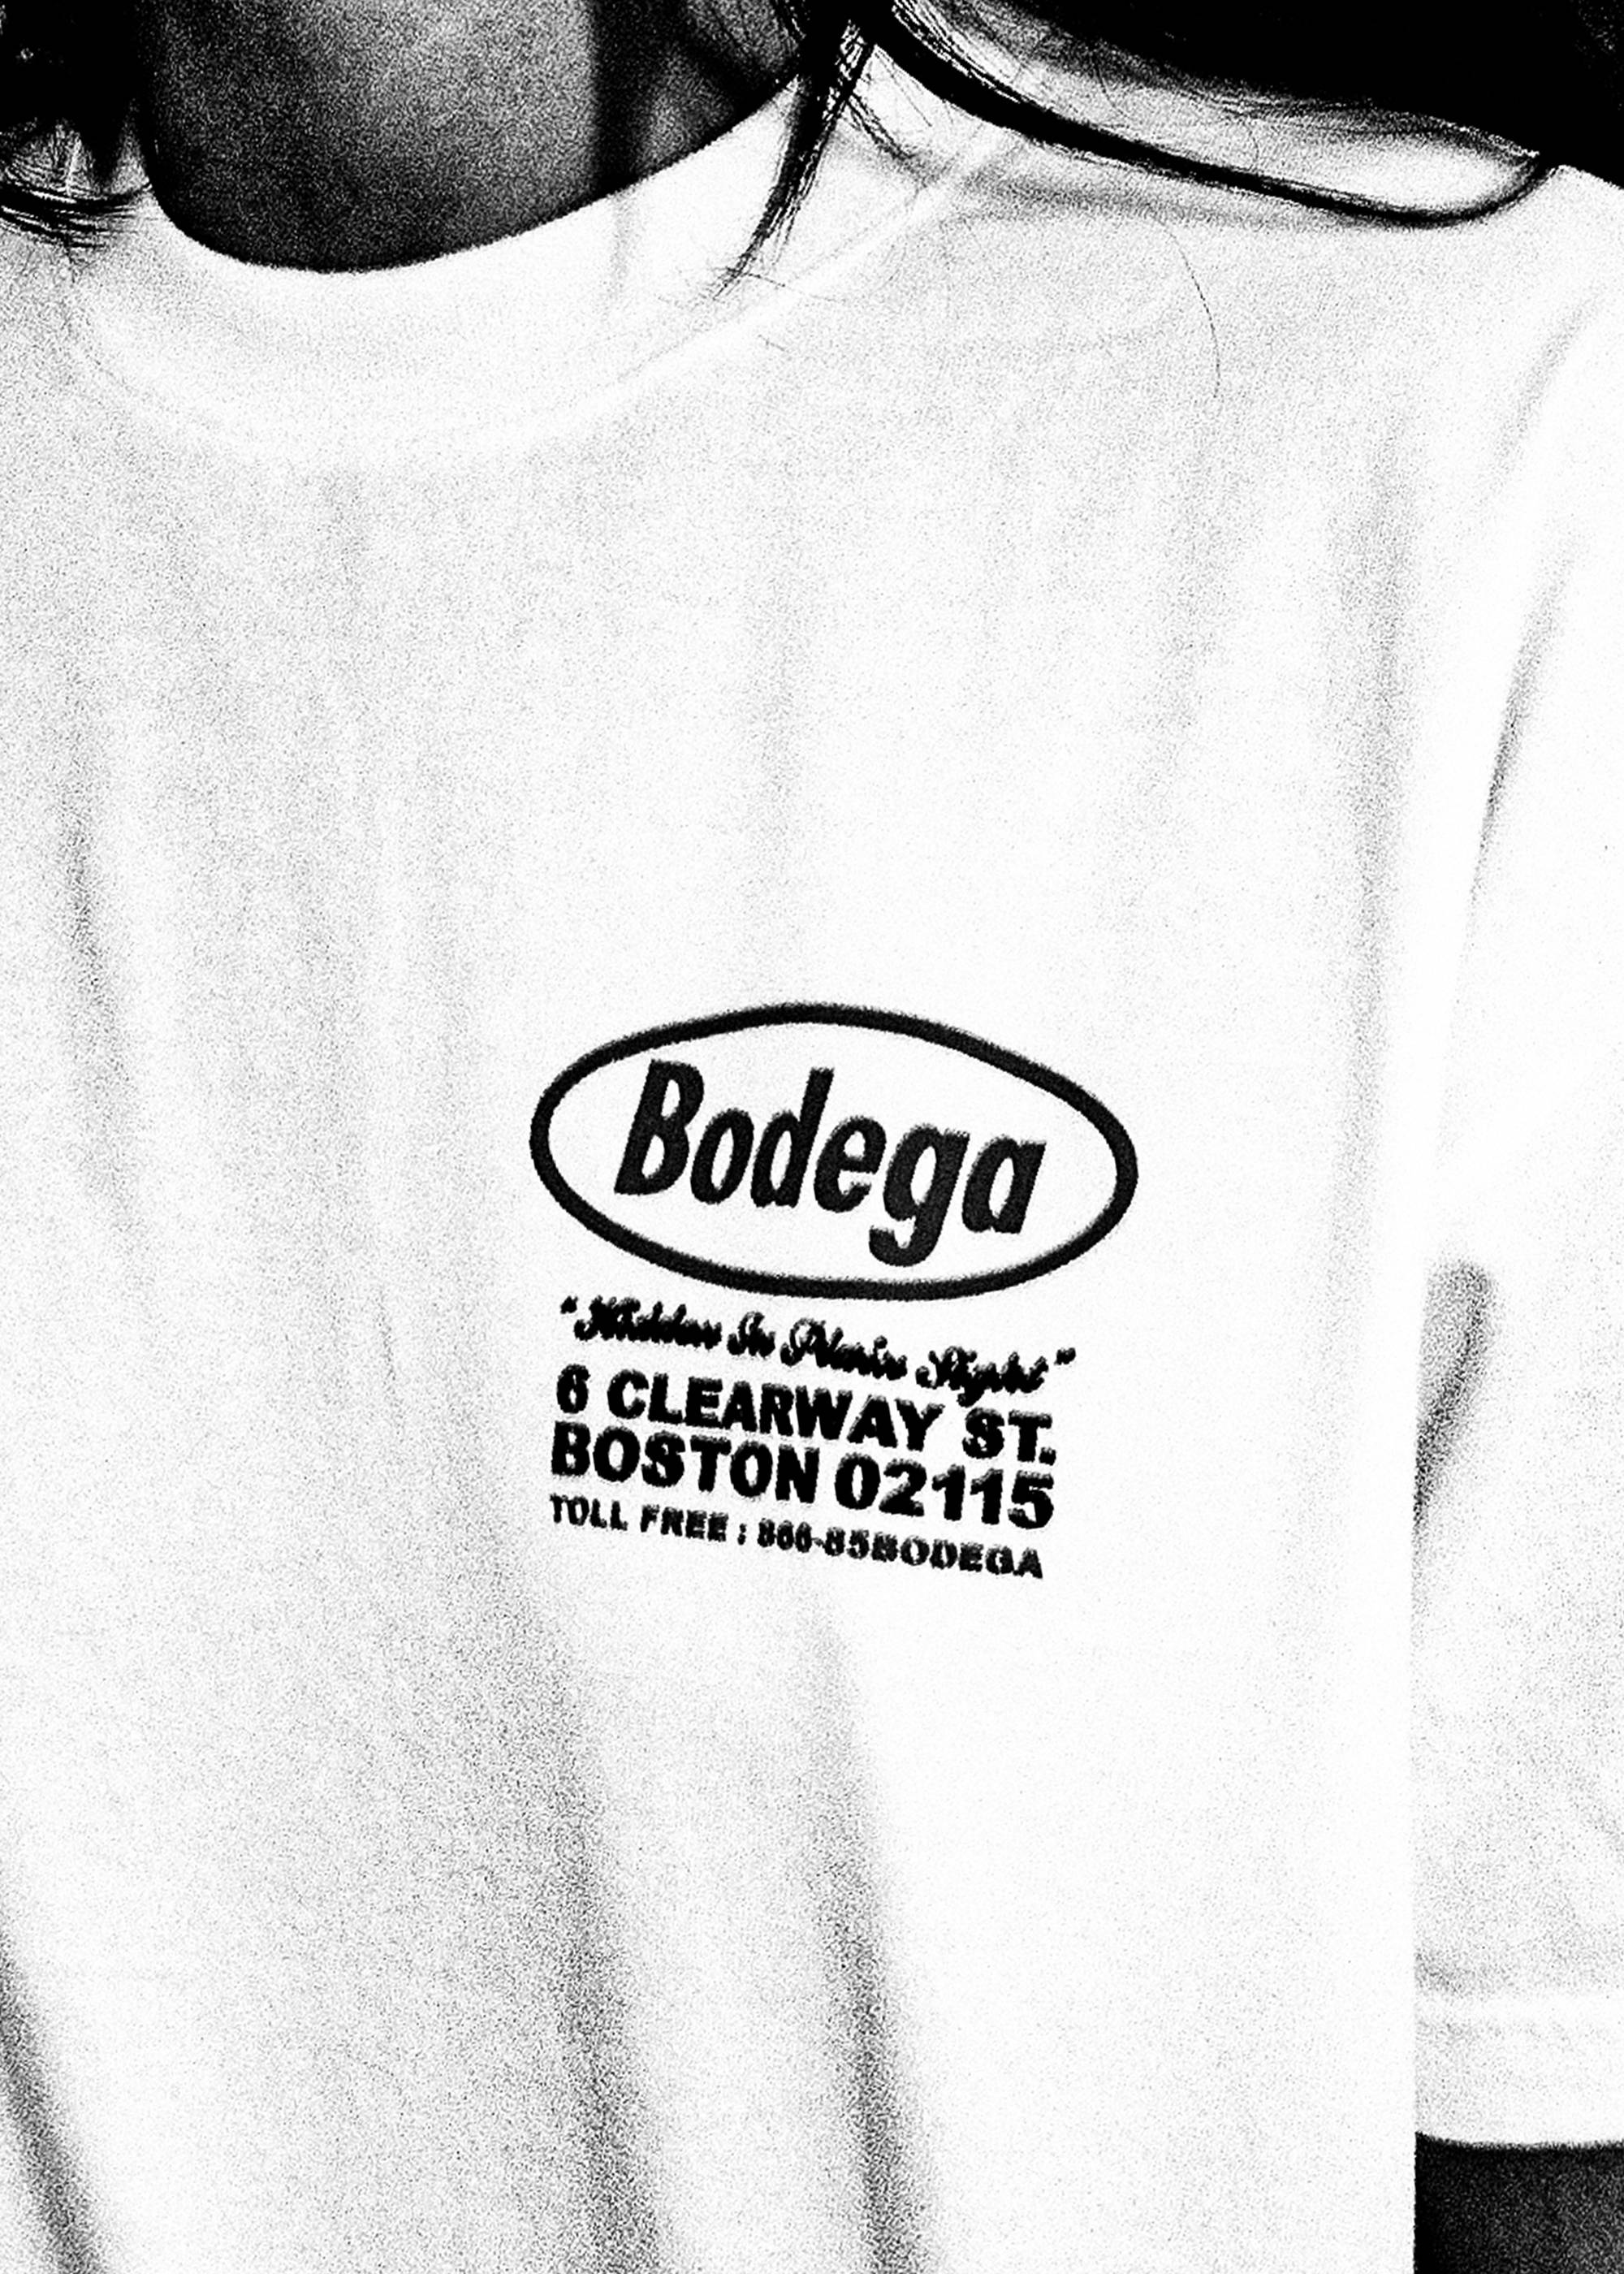 Bodega
"Hidden In Plain Sight"
6 CLEARWAY ST.
BOSTON 02115
TOLL FREE : 866-85BODEGA